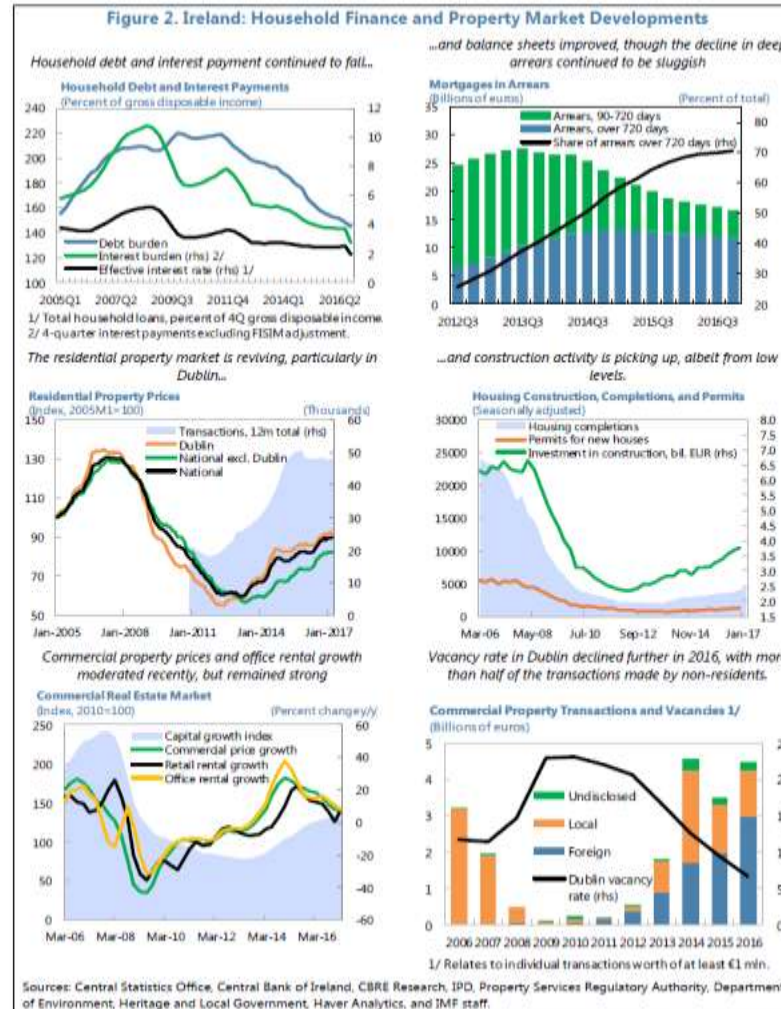 Figure 2. Ireland: Household Finance and Property Market Developments
Household debt and interest payment continued to fall...
...and balance sheets improved, though the decline in deep
arrears continued to be sluggish
Household Debt and Interest Payments
(Percent of gross disposable income)
240
220
200
180
160
140
120
100
12
10
8
6
4
2
0
Debt burden
Interest burden (rhs) 2/
Effective interest rate (rhs) 1/
2005Q1 2007Q2 2009Q3 2011Q4 2014Q1 2016Q2
1/ Total household loans, percent of 4Q gross disposable income.
2/ 4-quarter interest payments excluding FISIM adjustment.
Mortgages in Arrears
(Billions of euros) (Percent of total)
35
30
25
20
15
10
5
0
80
70
60
50
40
30
20
Arrears, 90-720 days
Arrears, over 720 days
Share of arrears over 720 days (rhs)
2012Q3 2013Q3 2014Q3 2015Q3 2016Q3
The residential property market is reviving, particularly in
Dublin...
...and construction activity is picking up, albeit from low
levels.
Residential Property Prices
(Index, 2005M1=100) (Thousands)
150
130
110
90
70
50
60
50
40
30
20
10
0
Transactions, 12m total (rhs)
Dublin
National excl. Dublin
National
Jan-2005 Jan-2008 Jan-2011 Jan-2014 Jan-2017
Housing Construction, Completions, and Permits
(Seasonally adjusted)
30000
25000
20000
15000
10000
5000
0
8.0
7.5
7.0
6.5
6.0
5.5
5.0
4.5
4.0
3.5
3.0
2.5
2.0
1.5
Housing completions
Permits for new houses
Investment in construction, bil. EUR (rhs)
Mar-06 May-08 Jul-10 Sep-12 Nov-14 Jan-17
Commercial property prices and office rental growth
moderated recently, but remained strong
Vacancy rate in Dublin declined further in 2016, with more
than half of the transactions made by non-residents.
Commercial Real Estate Market
(Index, 2010=100) (Percent change y/y)
250
200
150
100
50
0
60
40
20
0
-20
-40
-60
Capital growth index
Commercial price growth
Retail rental growth
Office rental growth
Mar-06 Mar-08 Mar-10 Mar-12 Mar-14 Mar-16
Commercial Property Transactions and Vacancies 1/
(Billions of euros)
5
4
3
2
1
0
Undisclosed
Local
Foreign
Dublin vacancy
rate (rhs)
2006 2007 2008 2009 2010 2011 2012 2013 2014 2015 2016
1/ Relates to individual transactions worth of at least €1 mln.
Sources: Central Statistics Office, Central Bank of Ireland, CBRE Research, IPD, Property Services Regulatory Authority, Department
of Environment, Heritage and Local Government, Haver Analytics, and IMF staff.